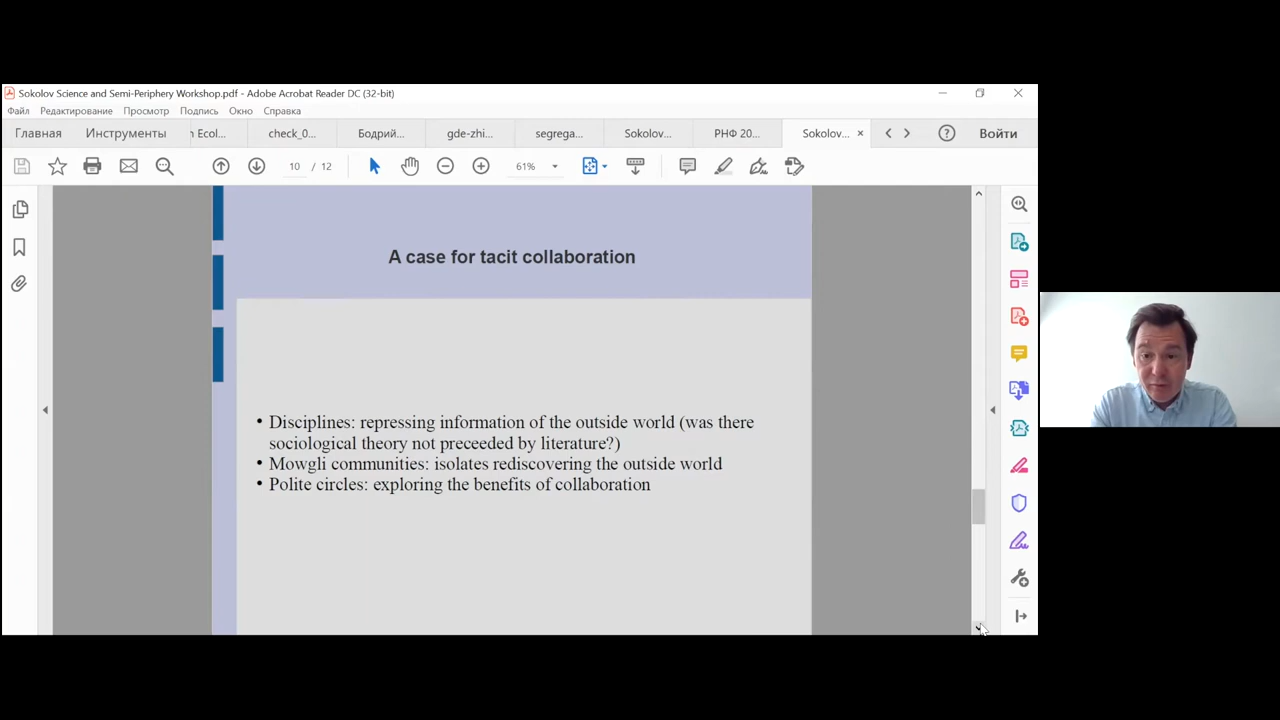 Sokolov Science and Semi-Periphery Workshop.pdf - Adobe Acrobat Reader DC (32-bit)
Файл Редактирование Просмотр Подпись Окно Справка
Главная Инструменты n Ecol... check_0... Бодрий... gde-zhi... segrega... Sokolov... РНФ 20... Sokolov... × Войти
10 / 12 61%
A case for tacit collaboration
• Disciplines: repressing information of the outside world (was there
sociological theory not preceeded by literature?)
• Mowgli communities: isolates rediscovering the outside world
• Polite circles: exploring the benefits of collaboration